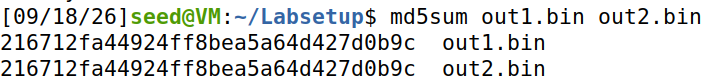 [09/18/26]seed@VM:~/Labsetup$ md5sum out1.bin out2.bin
216712fa44924ff8bea5a64d427d0b9c  out1.bin
216712fa44924ff8bea5a64d427d0b9c  out2.bin